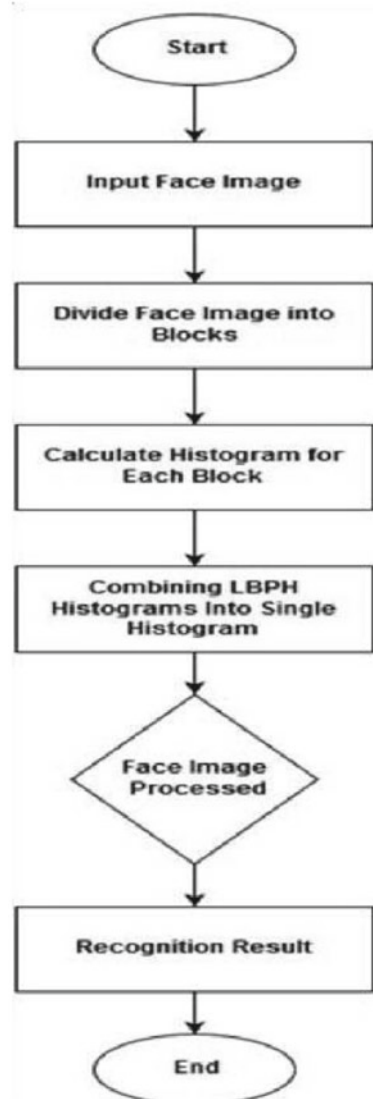 Start
Input Face Image
Divide Face Image into
Blocks
Calculate Histogram for
Each Block
Combining LBPH
Histograms Into Single
Histogram
Face Image
Processed
Recognition Result
End